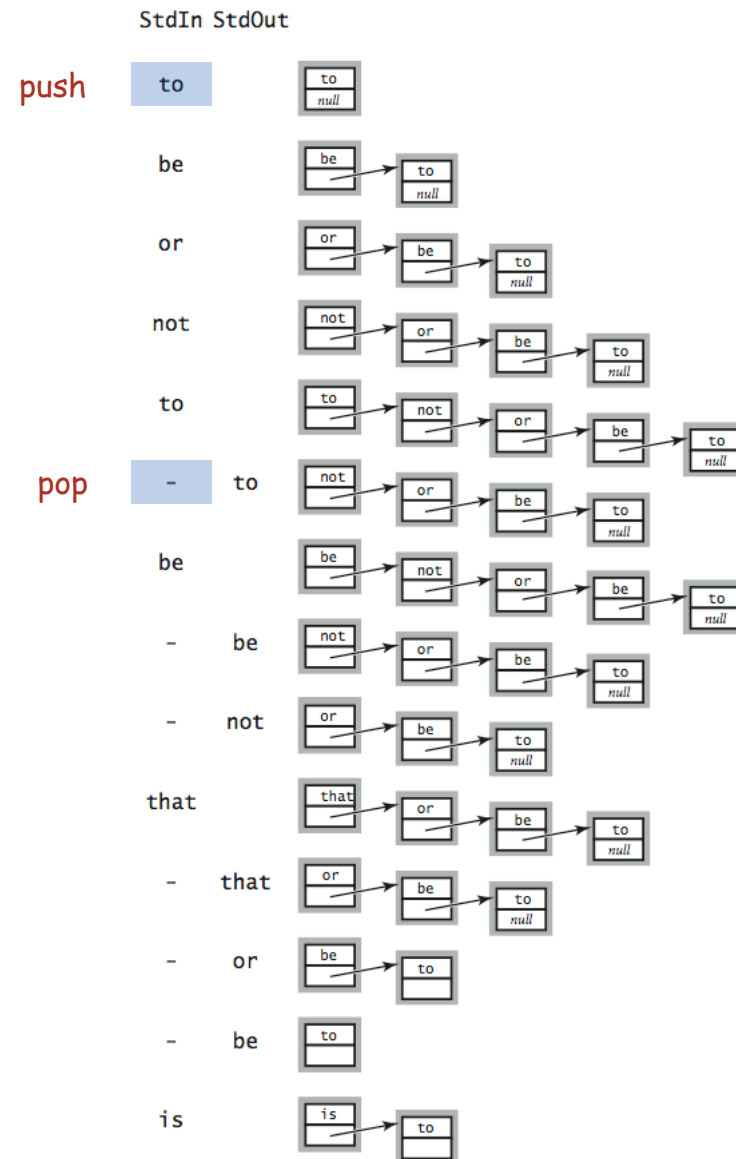 StdIn StdOut
push to to
null
be be to
null
or or be to
null
not not or be to
null
to to not or be to
null
pop - to not or be to
null
be be not or be to
null
- be not or be to
null
- not or be to
null
that that or be to
null
- that or be to
null
- or be to
- be to
is is to